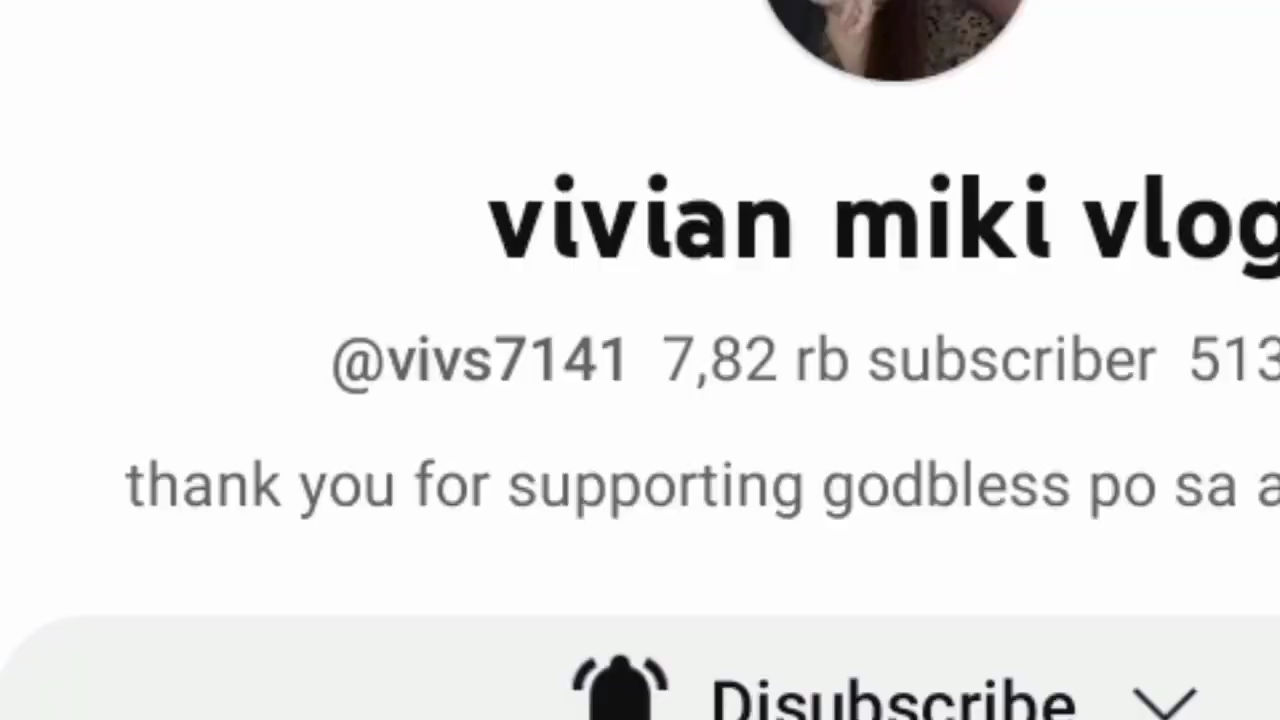 vivian miki vlog
@vivs7141 7,82 rb subscriber 513
thank you for supporting godbless po sa a
Disubscribe